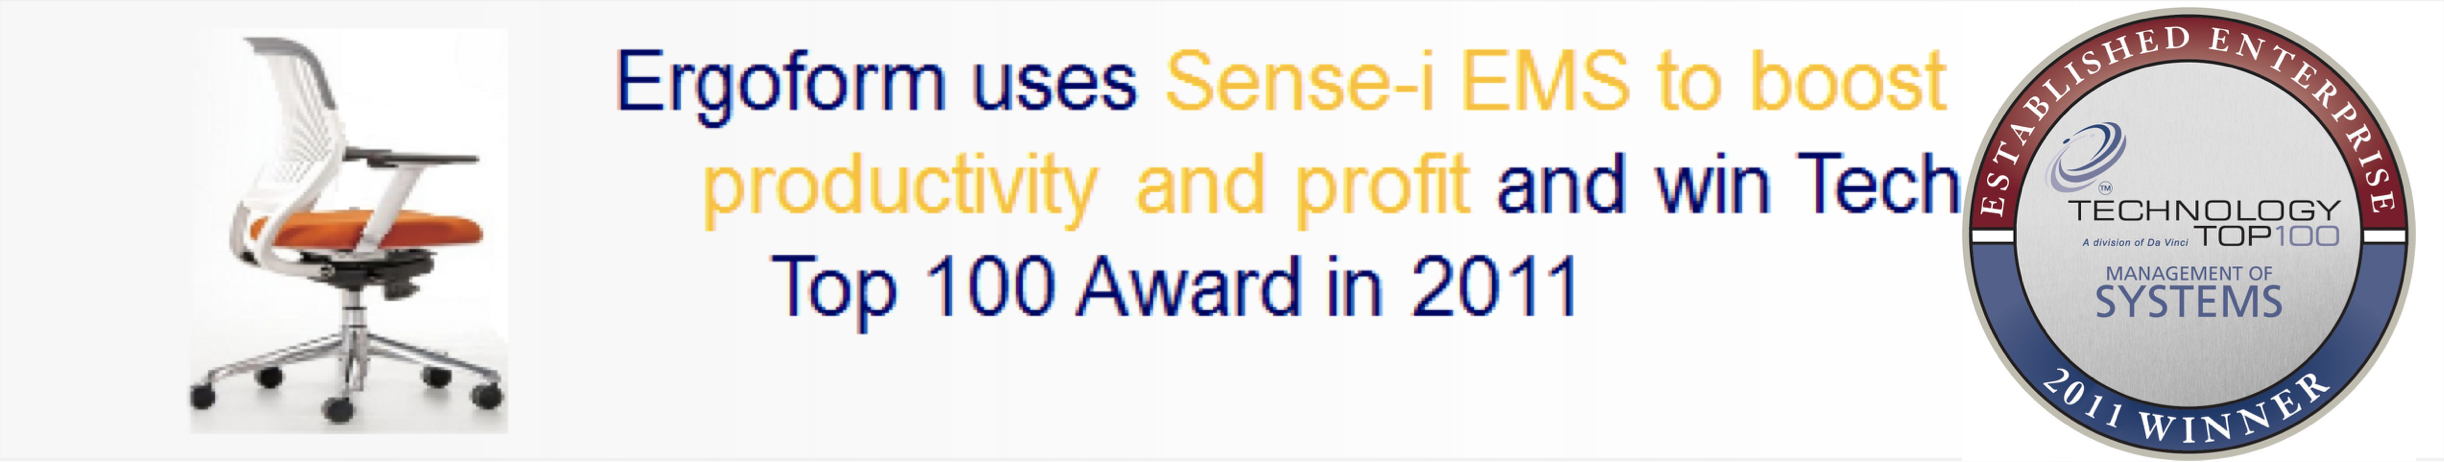 Ergoform uses Sense-i EMS to boost
productivity and profit and win Tech
Top 100 Award in 2011
ESTABLISHED ENTERPRISE
TM
TECHNOLOGY
A division of Da Vinci TOP100
MANAGEMENT OF
SYSTEMS
2011 WINNER